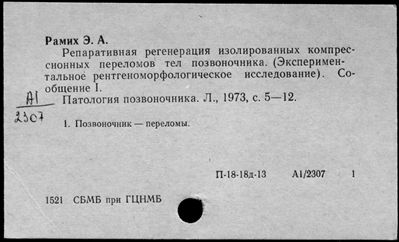 Рамих Э. А.
Репаративная регенерация изолированных компрес-
сионных переломов тел позвоночника. (Эксперимен-
тальное рентгеноморфологическое исследование). Со-
общение I.
А1
2307
Патология позвоночника. Л., 1973, с. 5—12.
1. Позвоночник — переломы.
П-18-18д-13 А1/2307 1
1521 СБМБ при ГЦНМБ